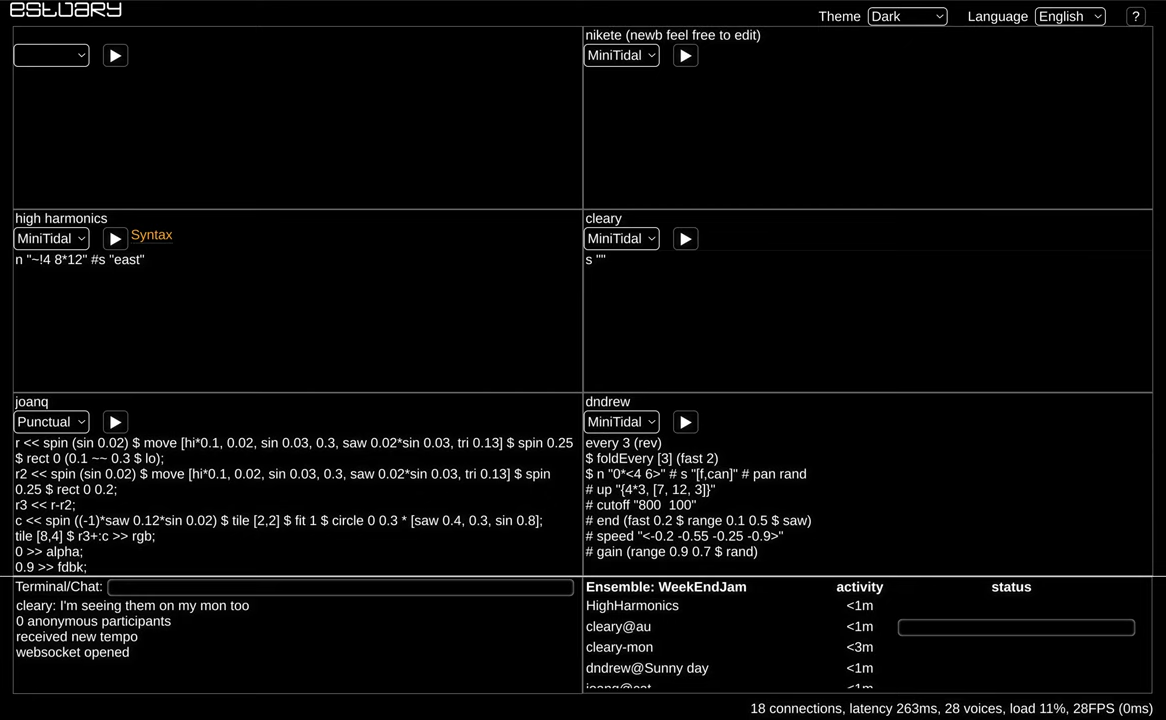 estuary
Theme Dark Language English ?
nikete (newb feel free to edit)
MiniTidal
high harmonics
MiniTidal Syntax
n "~!4 8*12" #s "east"
cleary
MiniTidal
s ""
joanq
Punctual
r << spin (sin 0.02) $ move [hi*0.1, 0.02, sin 0.03, 0.3, saw 0.02*sin 0.03, tri 0.13] $ spin 0.25
$ rect 0 (0.1 ~~ 0.3 $ lo);
r2 << spin (sin 0.02) $ move [hi*0.1, 0.02, sin 0.03, 0.3, saw 0.02*sin 0.03, tri 0.13] $ spin
0.25 $ rect 0 0.2;
r3 << r-r2;
c << spin ((-1)*saw 0.12*sin 0.02) $ tile [2,2] $ fit 1 $ circle 0 0.3 * [saw 0.4, 0.3, sin 0.8];
tile [8,4] $ r3+:c >> rgb;
0 >> alpha;
0.9 >> fdbk;
dndrew
MiniTidal
every 3 (rev)
$ foldEvery [3] (fast 2)
$ n "0*<4 6>" # s "[f,can]" # pan rand
# up "{4*3, [7, 12, 3]}"
# cutoff "800  100"
# end (fast 0.2 $ range 0.1 0.5 $ saw)
# speed "<-0.2 -0.55 -0.25 -0.9>"
# gain (range 0.9 0.7 $ rand)
Terminal/Chat:
cleary: I'm seeing them on my mon too
0 anonymous participants
received new tempo
websocket opened
Ensemble: WeekEndJam activity status
HighHarmonics <1m
cleary@au <1m
cleary-mon <3m
dndrew@Sunny day <1m
joanq@cat <1m
18 connections, latency 263ms, 28 voices, load 11%, 28FPS (0ms)